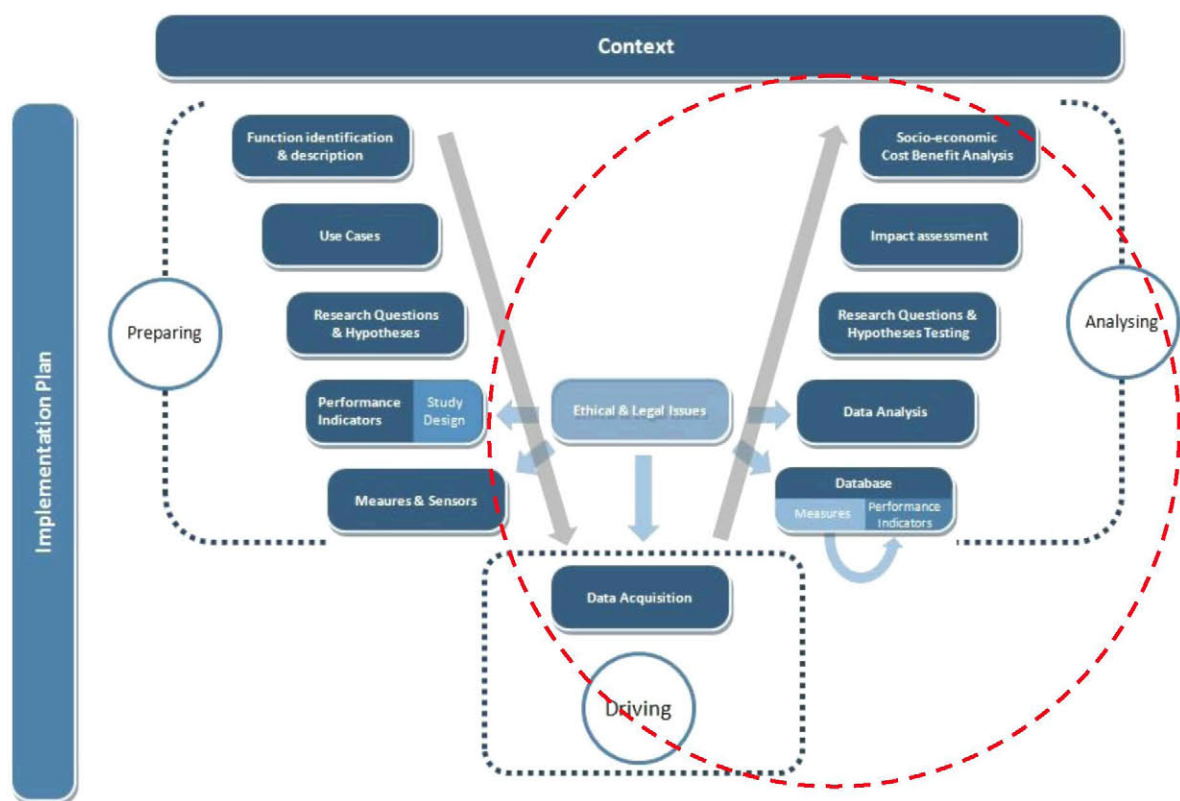 Context
Implementation Plan
Function identification
& description
Use Cases
Preparing
Research Questions
& Hypotheses
Performance
Indicators
Study
Design
Meaures & Sensors
Ethical & Legal Issues
Data Acquisition
Driving
Socio-economic
Cost Benefit Analysis
Impact assessment
Research Questions &
Hypotheses Testing
Analysing
Data Analysis
Database
Measures
Performance
Indicators